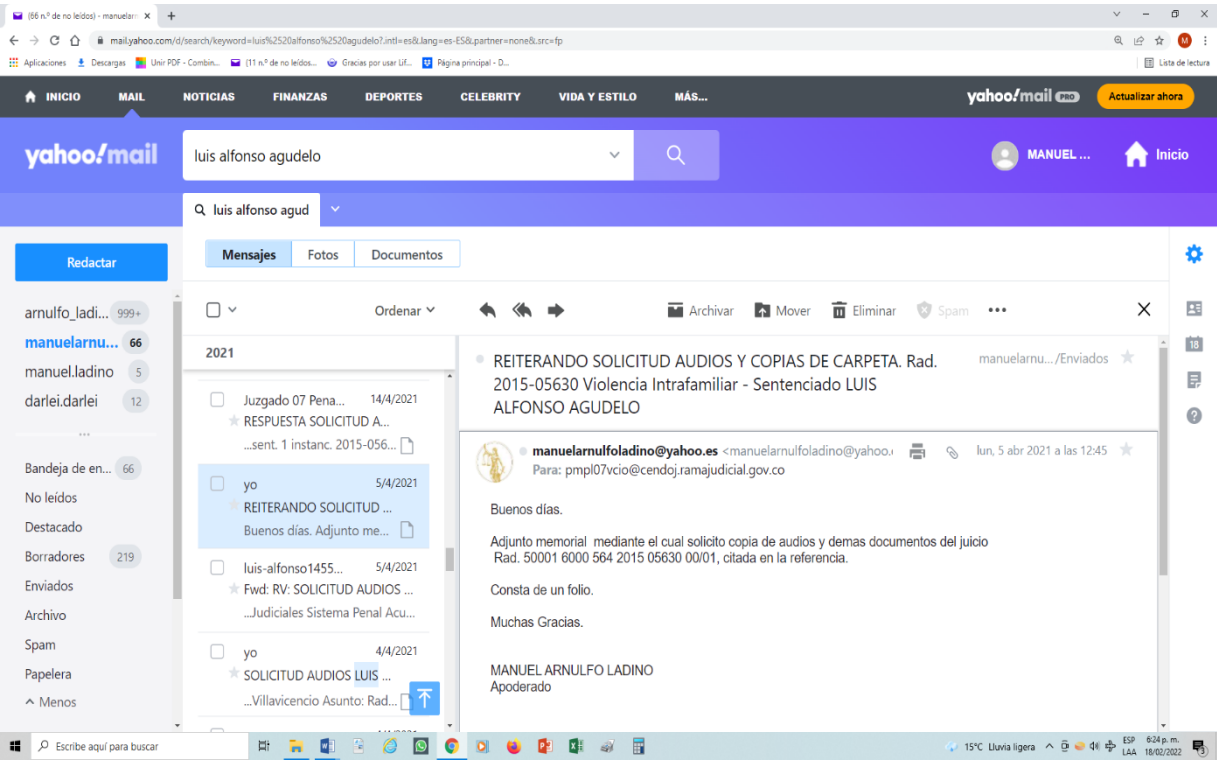 (66 n.º de no leídos) - manuelarn
mail.yahoo.com/d/search/keyword=luis%2520alfonso%2520agudelo?.intl=es&.lang=es-ES&.partner=none&.src=fp
M
Aplicaciones Descargas Unir PDF - Combin... (11 n.º de no leídos... Gracias por usar Lif... Página principal - D... Lista de lectura
INICIO MAIL NOTICIAS FINANZAS DEPORTES CELEBRITY VIDA Y ESTILO MÁS... yahoo!mail PRO Actualizar ahora
yahoo!mail luis alfonso agudelo MANUEL ... Inicio
luis alfonso agud
Redactar
Mensajes Fotos Documentos
arnulfo_ladi... 999+
manuelarnu... 66
manuel.ladino 5
darlei.darlei 12
Bandeja de en... 66
No leídos
Destacado
Borradores 219
Enviados
Archivo
Spam
Papelera
Menos
Ordenar
Archivar Mover Eliminar Spam
2021
Juzgado 07 Pena... 14/4/2021
RESPUESTA SOLICITUD A...
...sent. 1 instanc. 2015-056...
yo 5/4/2021
REITERANDO SOLICITUD ...
Buenos días. Adjunto me...
luis-alfonso1455... 5/4/2021
Fwd: RV: SOLICITUD AUDIOS ...
...Judiciales Sistema Penal Acu...
yo 4/4/2021
SOLICITUD AUDIOS LUIS ...
...Villavicencio Asunto: Rad...
REITERANDO SOLICITUD AUDIOS Y COPIAS DE CARPETA. Rad.
2015-05630 Violencia Intrafamiliar - Sentenciado LUIS
ALFONSO AGUDELO
manuelarnu... /Enviados
manuelarnulfoladino@yahoo.es <manuelarnulfoladino@yahoo. lun, 5 abr 2021 a las 12:45
Para: pmpl07vcio@cendoj.ramajudicial.gov.co
Buenos días.
Adjunto memorial mediante el cual solicito copia de audios y demas documentos del juicio
Rad. 50001 6000 564 2015 05630 00/01, citada en la referencia.
Consta de un folio.
Muchas Gracias.
MANUEL ARNULFO LADINO
Apoderado
18
Escribe aquí para buscar
15°C Lluvia ligera
ESP
LAA
6:24 p. m.
18/02/2022
3